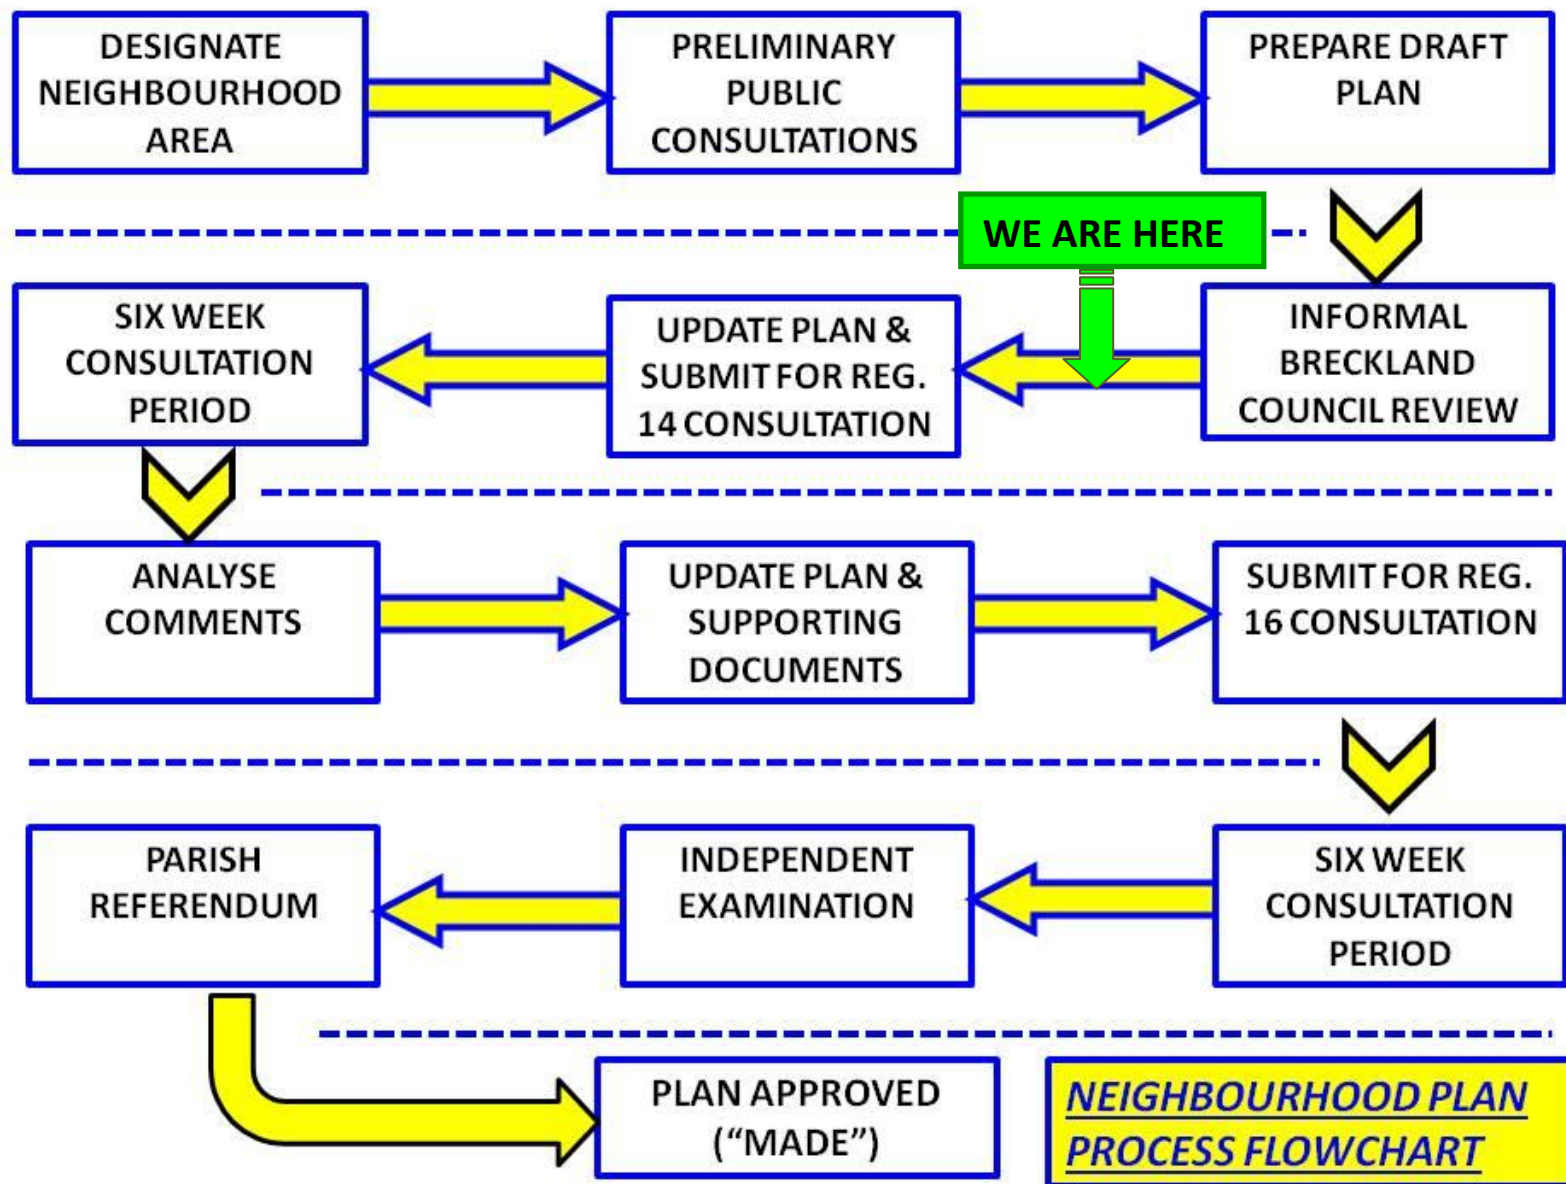 DESIGNATE
NEIGHBOURHOOD
AREA
PRELIMINARY
PUBLIC
CONSULTATIONS
PREPARE DRAFT
PLAN
WE ARE HERE
INFORMAL
BRECKLAND
COUNCIL REVIEW
UPDATE PLAN &
SUBMIT FOR REG.
14 CONSULTATION
SIX WEEK
CONSULTATION
PERIOD
ANALYSE
COMMENTS
UPDATE PLAN &
SUPPORTING
DOCUMENTS
SUBMIT FOR REG.
16 CONSULTATION
SIX WEEK
CONSULTATION
PERIOD
INDEPENDENT
EXAMINATION
PARISH
REFERENDUM
PLAN APPROVED
(“MADE”)
NEIGHBOURHOOD PLAN
PROCESS FLOWCHART